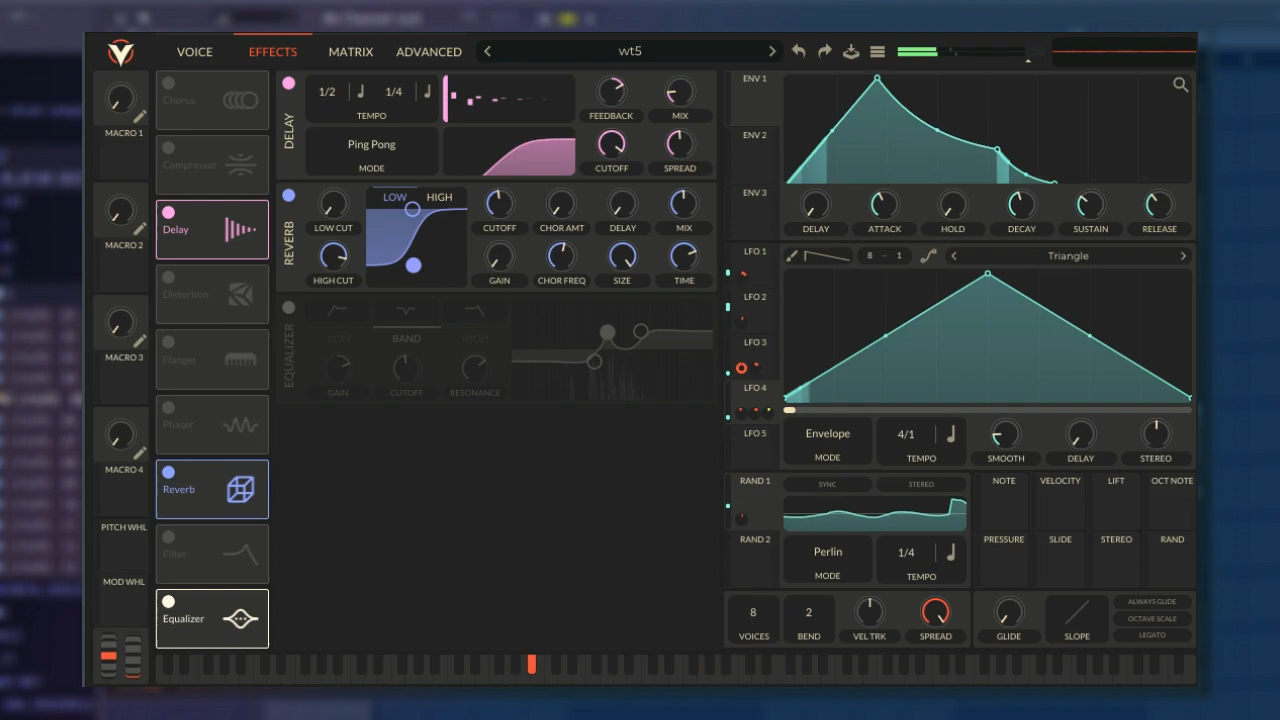 VOICE EFFECTS MATRIX ADVANCED wt5
MACRO 1
MACRO 2
MACRO 3
MACRO 4
PITCH WHL
MOD WHL
Chorus
Compressor
Delay
Distortion
Flanger
Phaser
Reverb
Filter
Equalizer
DELAY
1/2 1/4
TEMPO
FEEDBACK MIX
Ping Pong
MODE
CUTOFF SPREAD
REVERB
LOW HIGH
LOW CUT CUTOFF CHOR AMT DELAY MIX
HIGH CUT GAIN CHOR FREQ SIZE TIME
EQUALIZER
LOW BAND HIGH
GAIN CUTOFF RESONANCE
ENV 1
ENV 2
ENV 3
DELAY ATTACK HOLD DECAY SUSTAIN RELEASE
LFO 1
LFO 2
LFO 3
LFO 4
LFO 5
8 - 1 Triangle
Envelope 4/1
MODE TEMPO SMOOTH DELAY STEREO
RAND 1
RAND 2
SYNC STEREO
Perlin 1/4
MODE TEMPO
NOTE VELOCITY LIFT OCT NOTE
PRESSURE SLIDE STEREO RAND
8 2
VOICES BEND VEL TRK SPREAD GLIDE SLOPE
ALWAYS GLIDE
OCTAVE SCALE
LEGATO